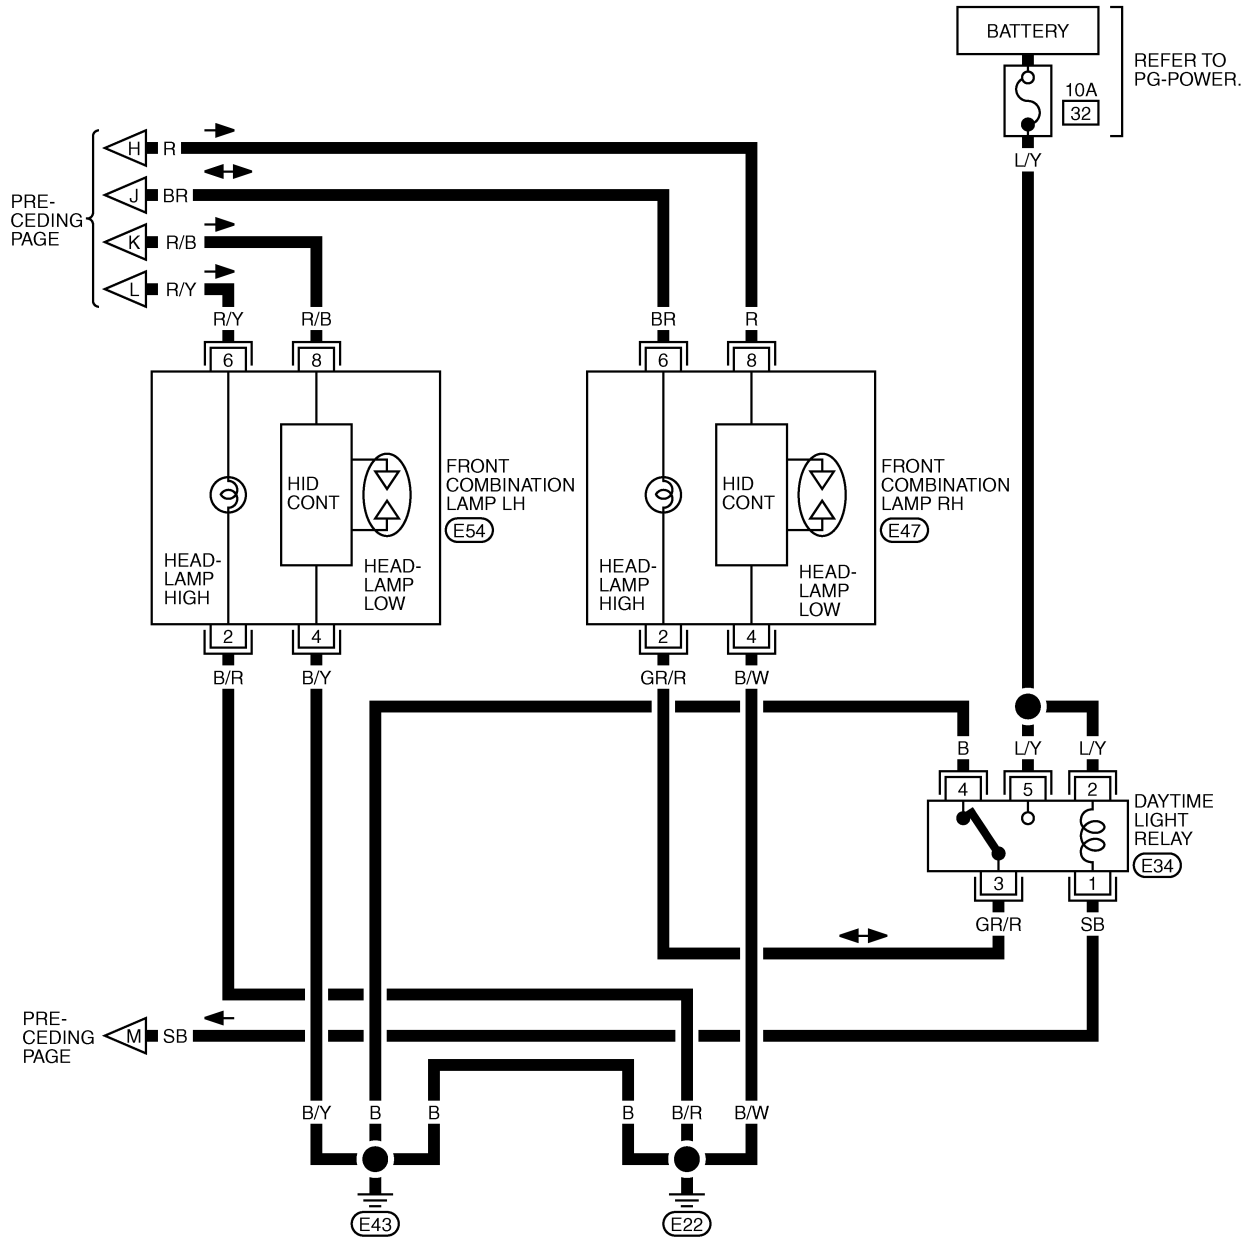 BATTERY
REFER TO
PG-POWER.
10A
32
L/Y
PRE-
CEDING
PAGE
H R
J BR
K R/B
L R/Y
R/Y R/B BR R
6 8 6 8
HID
CONT
HEAD-
LAMP
HIGH
HEAD-
LAMP
LOW
FRONT
COMBINATION
LAMP LH
E54
HID
CONT
HEAD-
LAMP
HIGH
HEAD-
LAMP
LOW
FRONT
COMBINATION
LAMP RH
E47
2 4 2 4
B/R B/Y GR/R B/W
B L/Y L/Y
4 5 2
DAYTIME
LIGHT
RELAY
E34
3 1
GR/R SB
PRE-
CEDING
PAGE
M SB
B/Y B B B B/R B/W
E43 E22